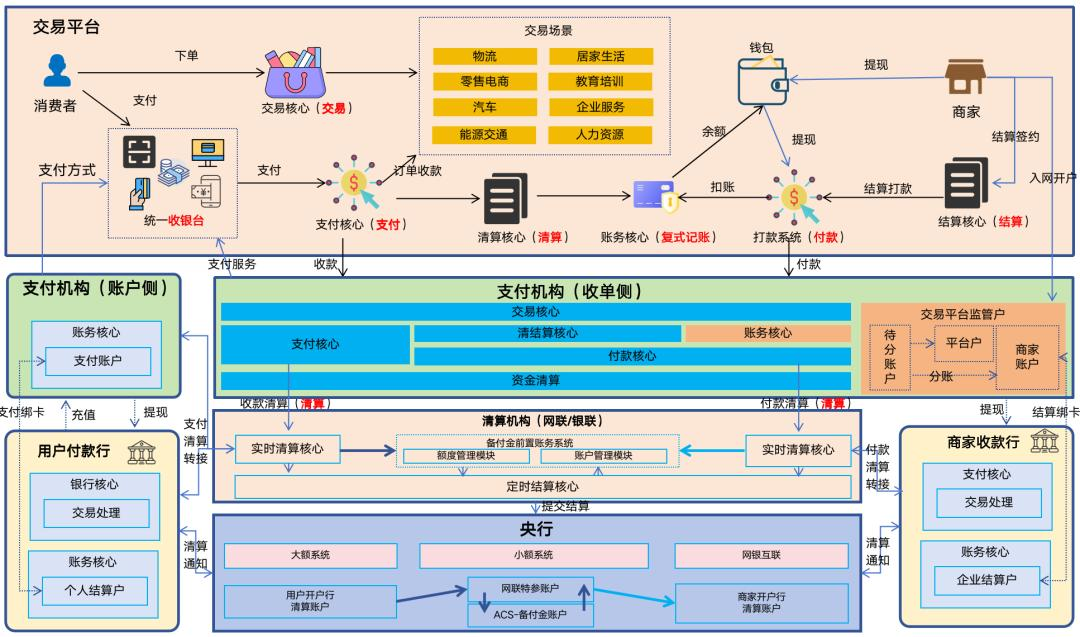 交易平台
消费者
下单
支付
交易核心（交易）
交易场景
物流
居家生活
零售电商
教育培训
汽车
企业服务
能源交通
人力资源
钱包
提现
商家
结算签约
入网开户
支付方式
统一收银台
支付
支付核心（支付）
订单收款
清算核心（清算）
余额
账务核心（复式记账）
扣账
提现
打款系统（付款）
结算打款
结算核心（结算）
支付服务
收款
付款
支付机构（账户侧）
账务核心
支付账户
支付绑卡
充值
提现
支付机构（收单侧）
交易核心
支付核心
清结算核心
账务核心
付款核心
资金清算
交易平台监管户
待
分
账
户
平台户
分账
商家
账户
收款清算（清算）
付款清算（清算）
提现
结算绑卡
用户付款行
银行核心
交易处理
账务核心
个人结算户
支付
清算
转接
清算
通知
清算机构（网联/银联）
实时清算核心
备付金前置账务系统
额度管理模块
账户管理模块
实时清算核心
定时结算核心
提交结算
付款
清算
转接
清算
通知
央行
大额系统
小额系统
网银互联
用户开户行
清算账户
网联特参账户
ACS-备付金账户
商家开户行
清算账户
商家收款行
支付核心
交易处理
账务核心
企业结算户